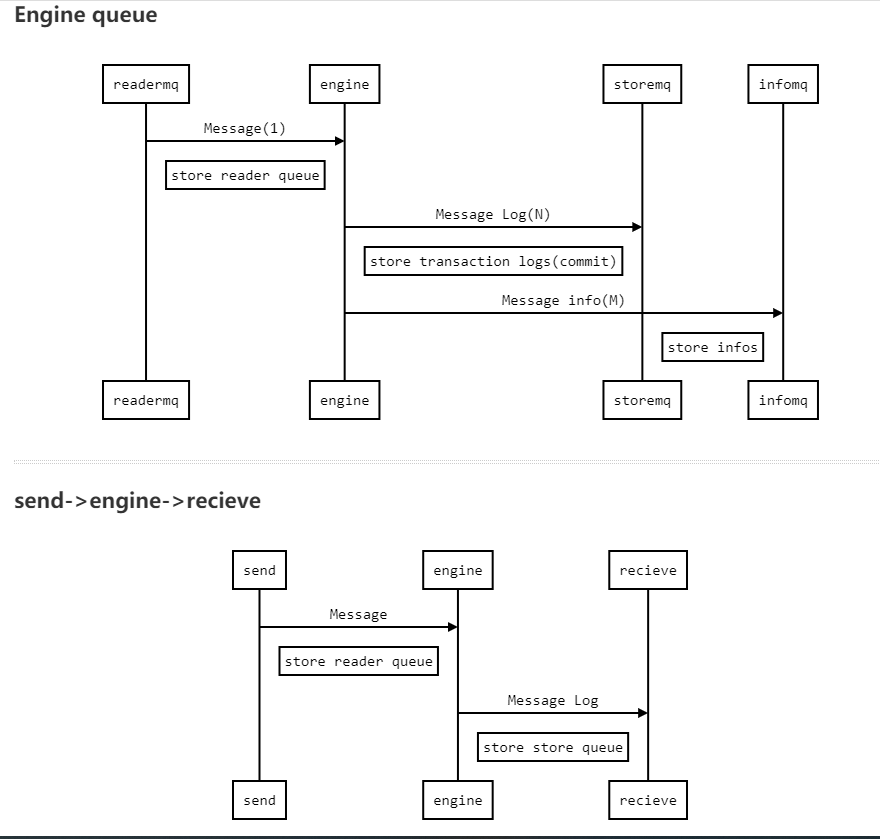 Engine queue
readermq
engine
storemq
infomq
Message(1)
store reader queue
Message Log(N)
store transaction logs(commit)
Message info(M)
store infos
readermq
engine
storemq
infomq
send->engine->recieve
send
engine
recieve
Message
store reader queue
Message Log
store store queue
send
engine
recieve